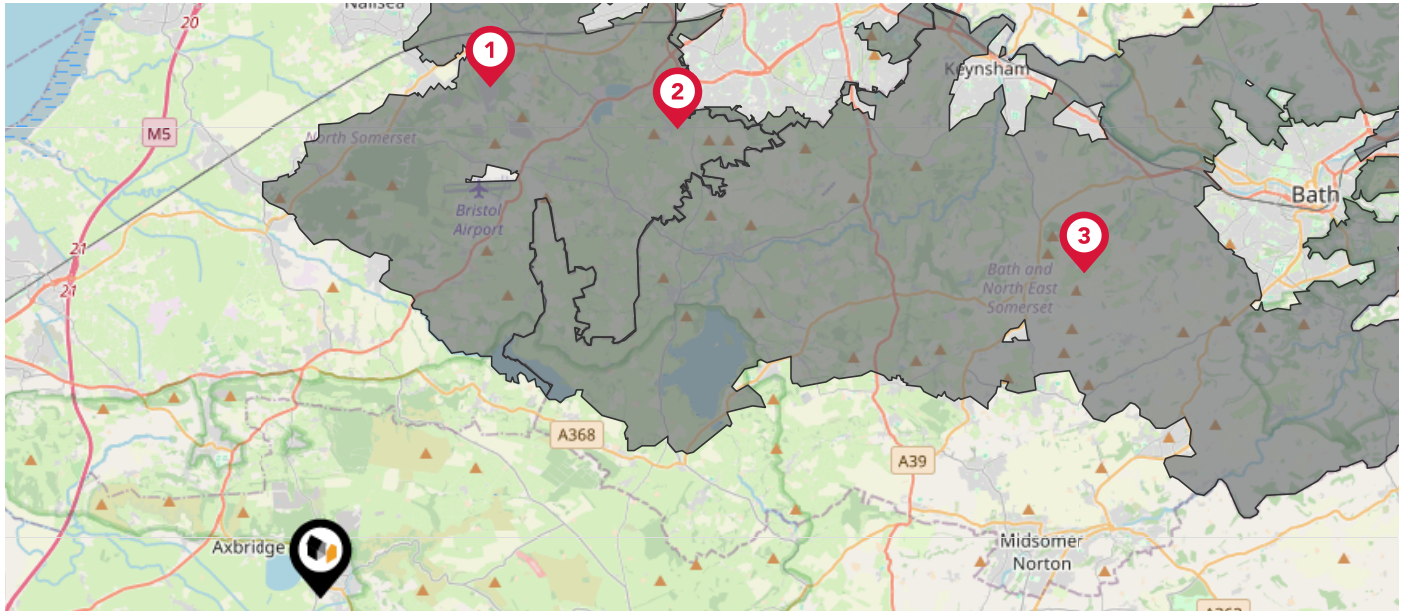 Nailsea
20
1
2
Keynsham
M5
North Somerset
Bath
Bristol
Airport
3
21
21
Bath and
North East
Somerset
A368
A39
Axbridge
Midsomer
Norton